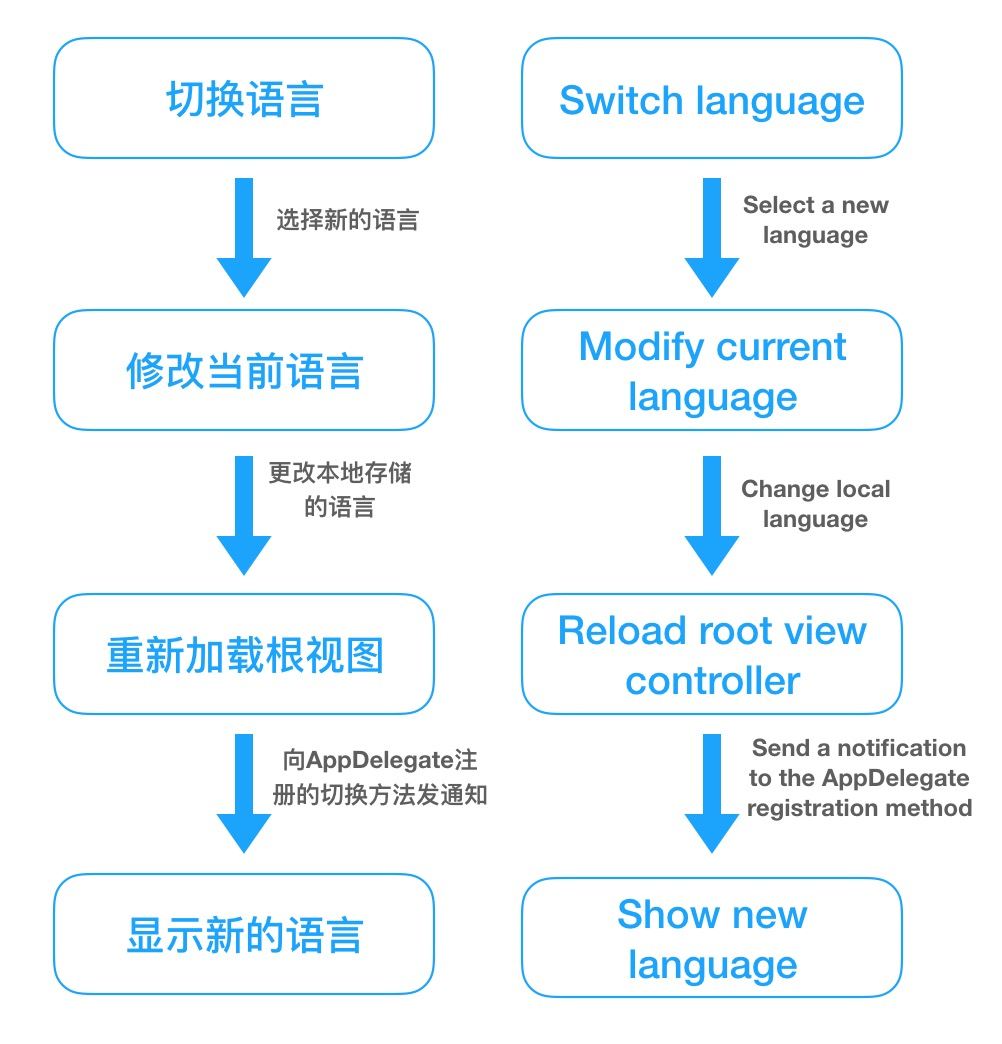 切换语言
选择新的语言
修改当前语言
更改本地存储
的语言
重新加载根视图
向AppDelegate注
册的切换方法发通知
显示新的语言
Switch language
Select a new
language
Modify current
language
Change local
language
Reload root view
controller
Send a notification
to the AppDelegate
registration method
Show new
language